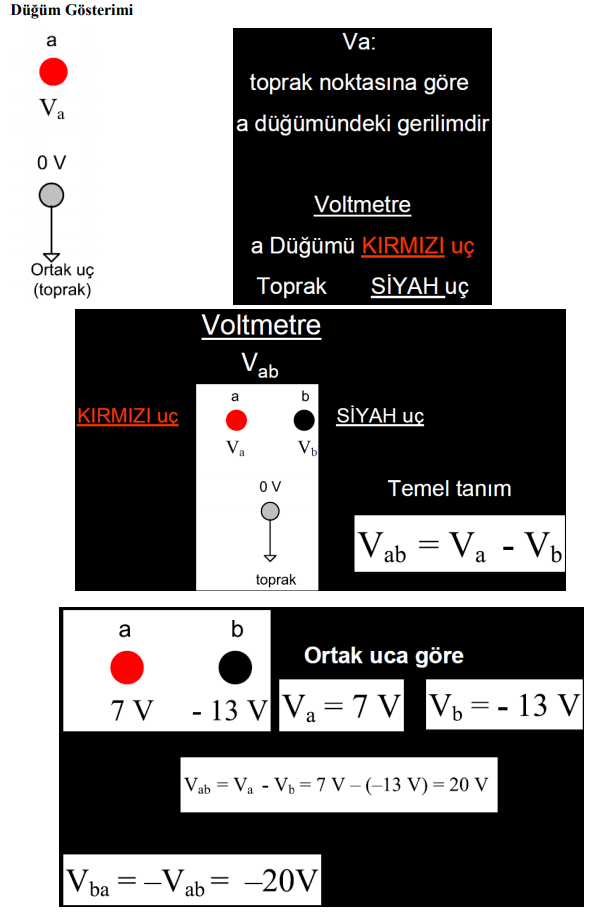 Düğüm Gösterimi
a
Va
0 V
Ortak uç
(toprak)
Va:
toprak noktasına göre
a düğümündeki gerilimdir
Voltmetre
a Düğümü KIRMIZI uç
Toprak SİYAH uç
Voltmetre
Vab
KIRMIZI uç
a b
Va Vb
SİYAH uç
0 V
toprak
Temel tanım
Vab = Va - Vb
a b
7 V - 13 V
Ortak uca göre
Va = 7 V
Vb = - 13 V
Vab = Va - Vb = 7 V – (–13 V) = 20 V
Vba = –Vab = –20V